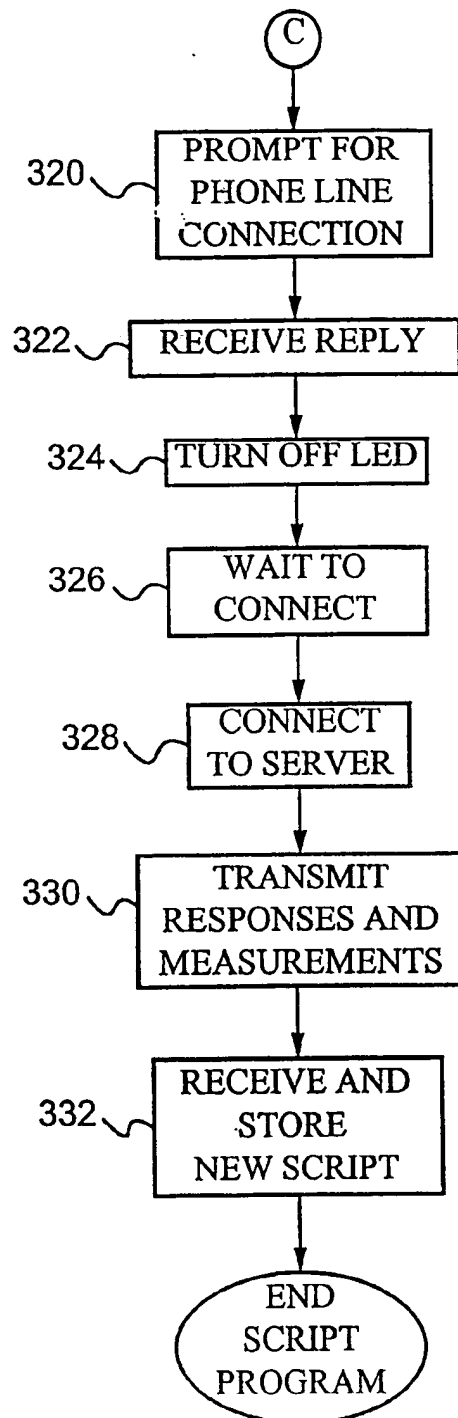 C
320
PROMPT FOR
PHONE LINE
CONNECTION
322
RECEIVE REPLY
324
TURN OFF LED
326
WAIT TO
CONNECT
328
CONNECT
TO SERVER
330
TRANSMIT
RESPONSES AND
MEASUREMENTS
332
RECEIVE AND
STORE
NEW SCRIPT
END
SCRIPT
PROGRAM